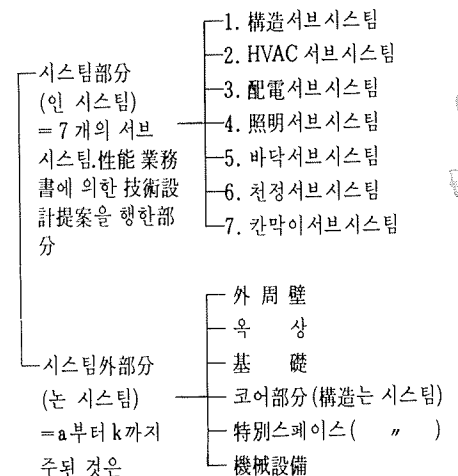 시스팀部分
(인 시스팀)
= 7개의 서브
시스팀.性能 業務
書에 의한 技術設
計提案을 행한部
分
1. 構造서브시스팀
2. HVAC 서브시스팀
3. 配電서브시스팀
4. 照明서브시스팀
5. 바닥서브시스팀
6. 천정서브시스팀
7. 칸막이서브시스팀
시스팀外部分
(논 시스팀)
=a부터 k까지
주된 것은
外 周 壁
옥 상
基 礎
코어部分(構造는 시스팀)
特別스페이스( 〃 )
機械設備